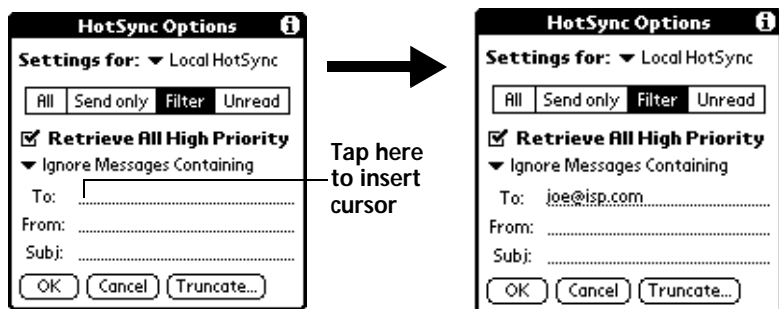 HotSync Options
Settings for: Local HotSync
All Send only Filter Unread
Retrieve All High Priority
Ignore Messages Containing
To:
From:
Subj:
OK Cancel Truncate...
Tap here
to insert
cursor
HotSync Options
Settings for: Local HotSync
All Send only Filter Unread
Retrieve All High Priority
Ignore Messages Containing
To: joe@isp.com
From:
Subj:
OK Cancel Truncate...